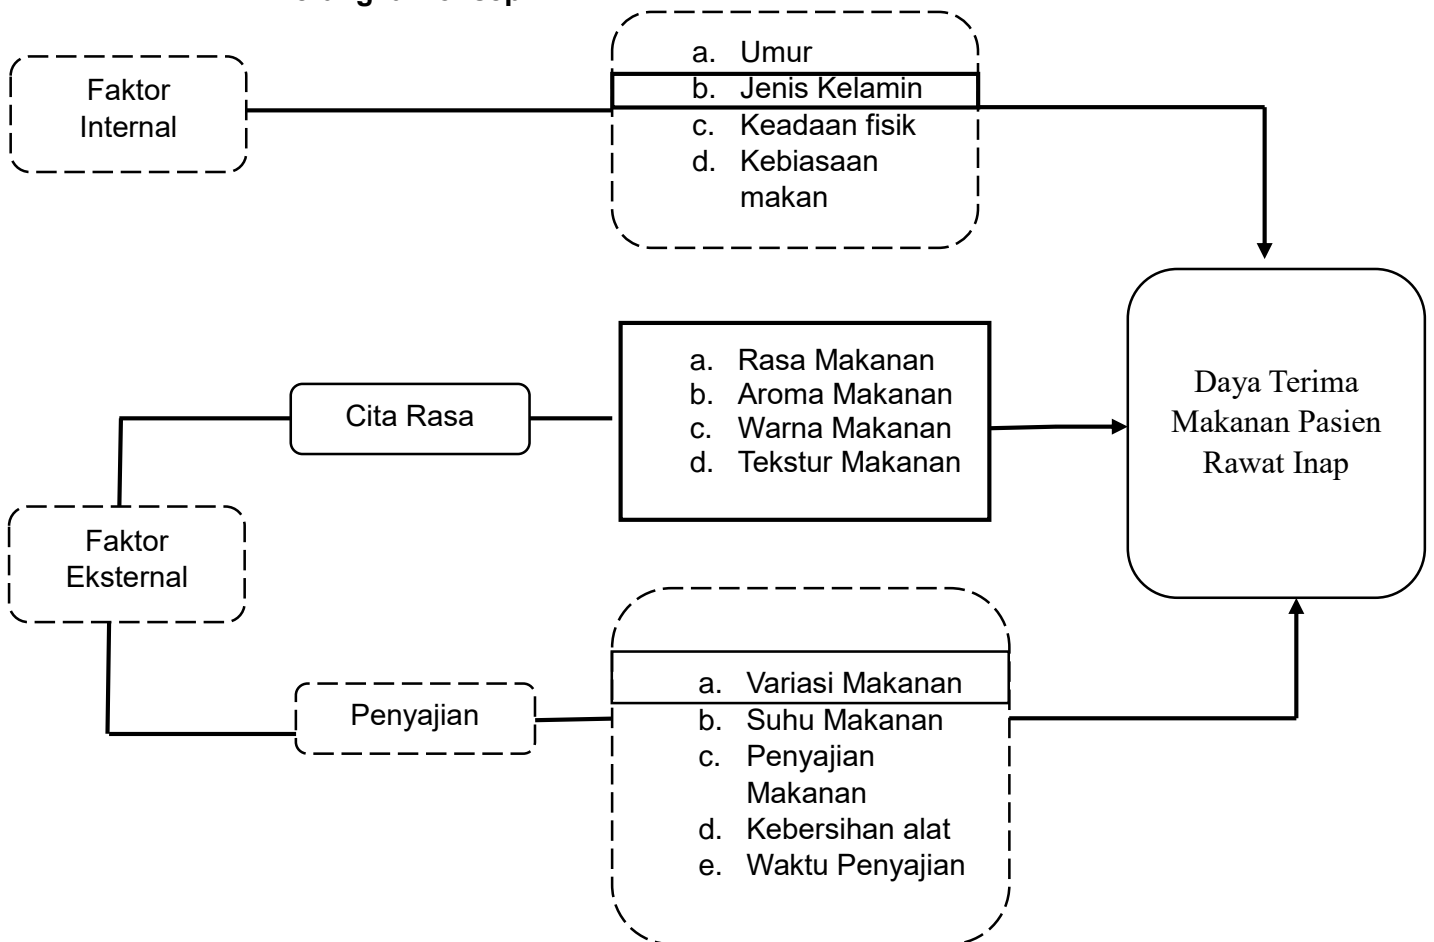 Faktor
Internal
a. Umur
b. Jenis Kelamin
c. Keadaan fisik
d. Kebiasaan
makan
Cita Rasa
a. Rasa Makanan
b. Aroma Makanan
c. Warna Makanan
d. Tekstur Makanan
Daya Terima
Makanan Pasien
Rawat Inap
Faktor
Eksternal
Penyajian
a. Variasi Makanan
b. Suhu Makanan
c. Penyajian
Makanan
d. Kebersihan alat
e. Waktu Penyajian